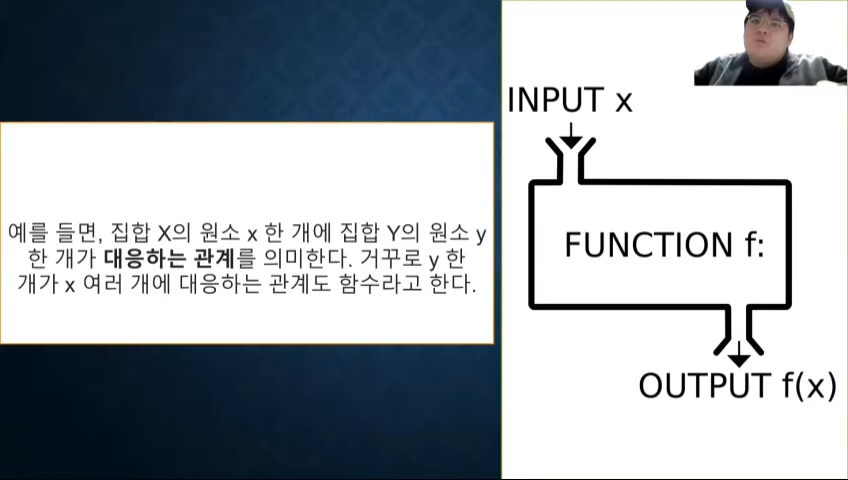 예를 들면, 집합 X의 원소 x 한 개에 집합 Y의 원소 y
한 개가 대응하는 관계를 의미한다. 거꾸로 y 한
개가 x 여러 개에 대응하는 관계도 함수라고 한다.
INPUT x
FUNCTION f:
OUTPUT f(x)